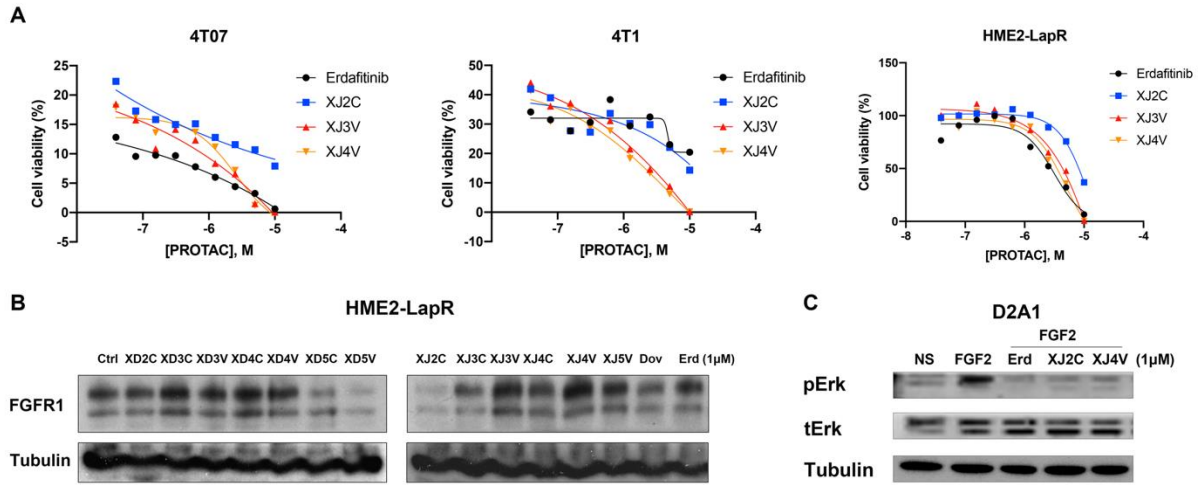 A
4T07
Cell viability (%)
25
20
15
10
5
0
-5
-7
-6
-5
-4
[PROTAC], M
Erdafitinib
XJ2C
XJ3V
XJ4V
4T1
Cell viability (%)
50
40
30
20
10
0
-10
-7
-6
-5
-4
[PROTAC], M
Erdafitinib
XJ2C
XJ3V
XJ4V
HME2-LapR
Cell viability (%)
150
100
50
0
-8
-7
-6
-5
-4
[PROTAC], M
Erdafitinib
XJ2C
XJ3V
XJ4V
B
HME2-LapR
Ctrl XD2C XD3C XD3V XD4C XD4V XD5C XD5V
XJ2C XJ3C XJ3V XJ4C XJ4V XJ5V Dov Erd (1μM)
FGFR1
Tubulin
C
D2A1
FGF2
NS FGF2 Erd XJ2C XJ4V (1μM)
pErk
tErk
Tubulin